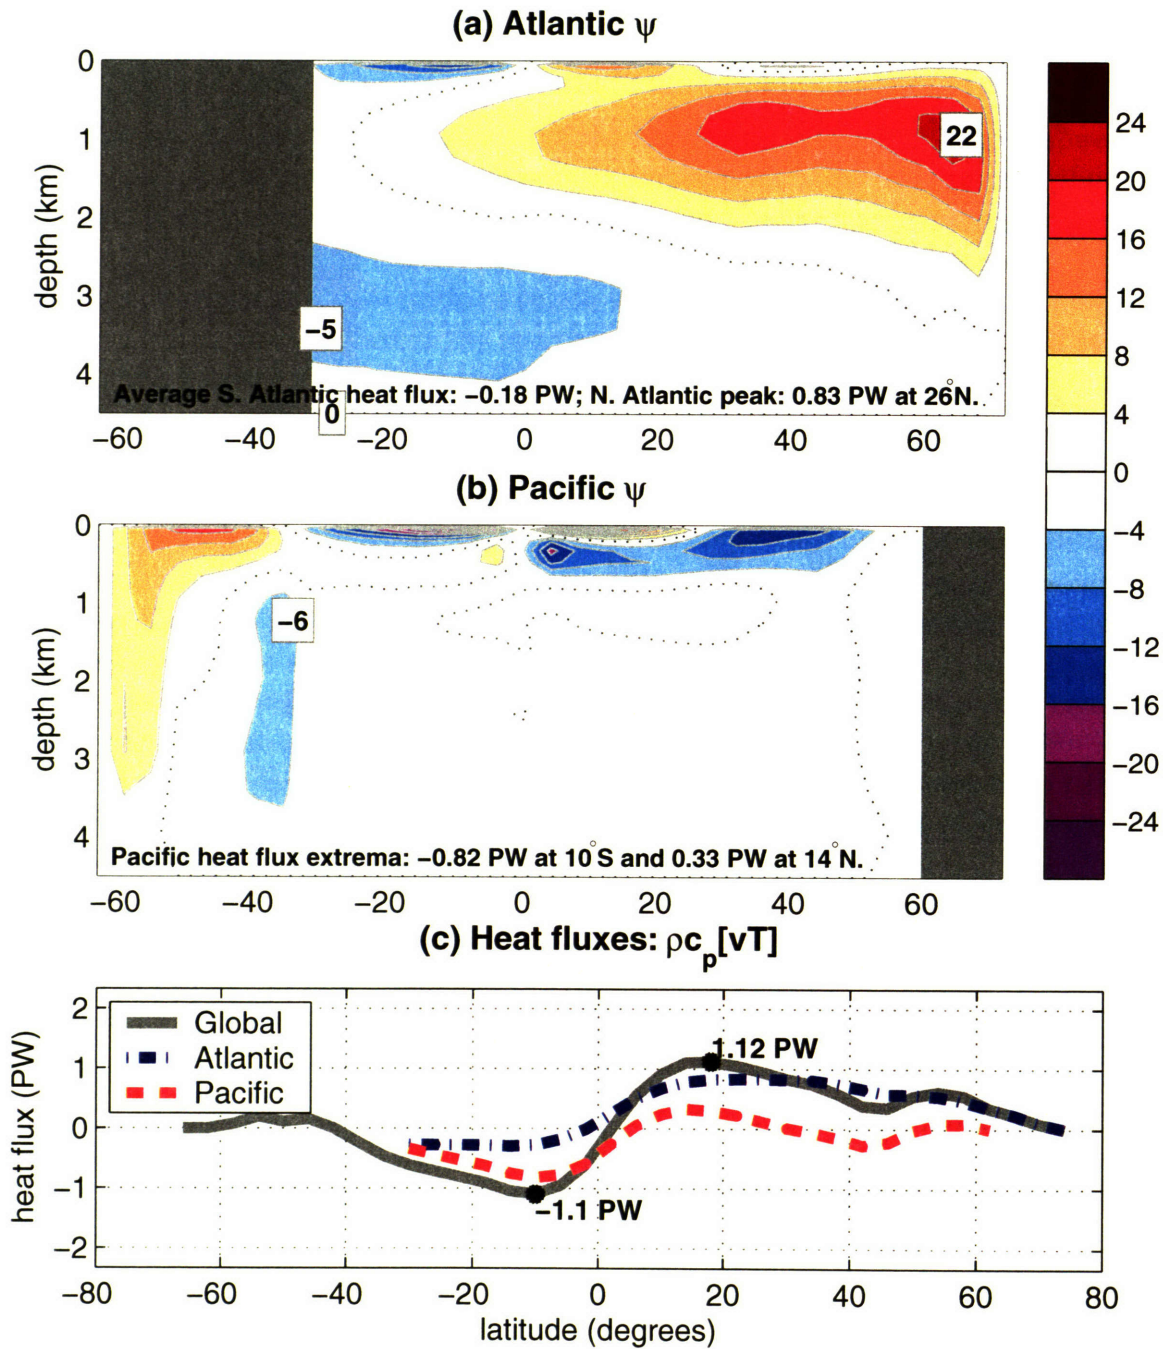 (a) Atlantic ψ
0
1
2
3
4
depth (km)
22
−5
Average S. Atlantic heat flux: −0.18 PW; N. Atlantic peak: 0.83 PW at 26°N.
0
−60 −40 −20 0 20 40 60
24
20
16
12
8
4
0
−4
−8
−12
−16
−20
−24
(b) Pacific ψ
0
1
2
3
4
depth (km)
−6
Pacific heat flux extrema: −0.82 PW at 10°S and 0.33 PW at 14°N.
−60 −40 −20 0 20 40 60
(c) Heat fluxes: ρcp[vT]
2
1
0
−1
−2
heat flux (PW)
Global
Atlantic
Pacific
1.12 PW
−1.1 PW
−80 −60 −40 −20 0 20 40 60 80
latitude (degrees)